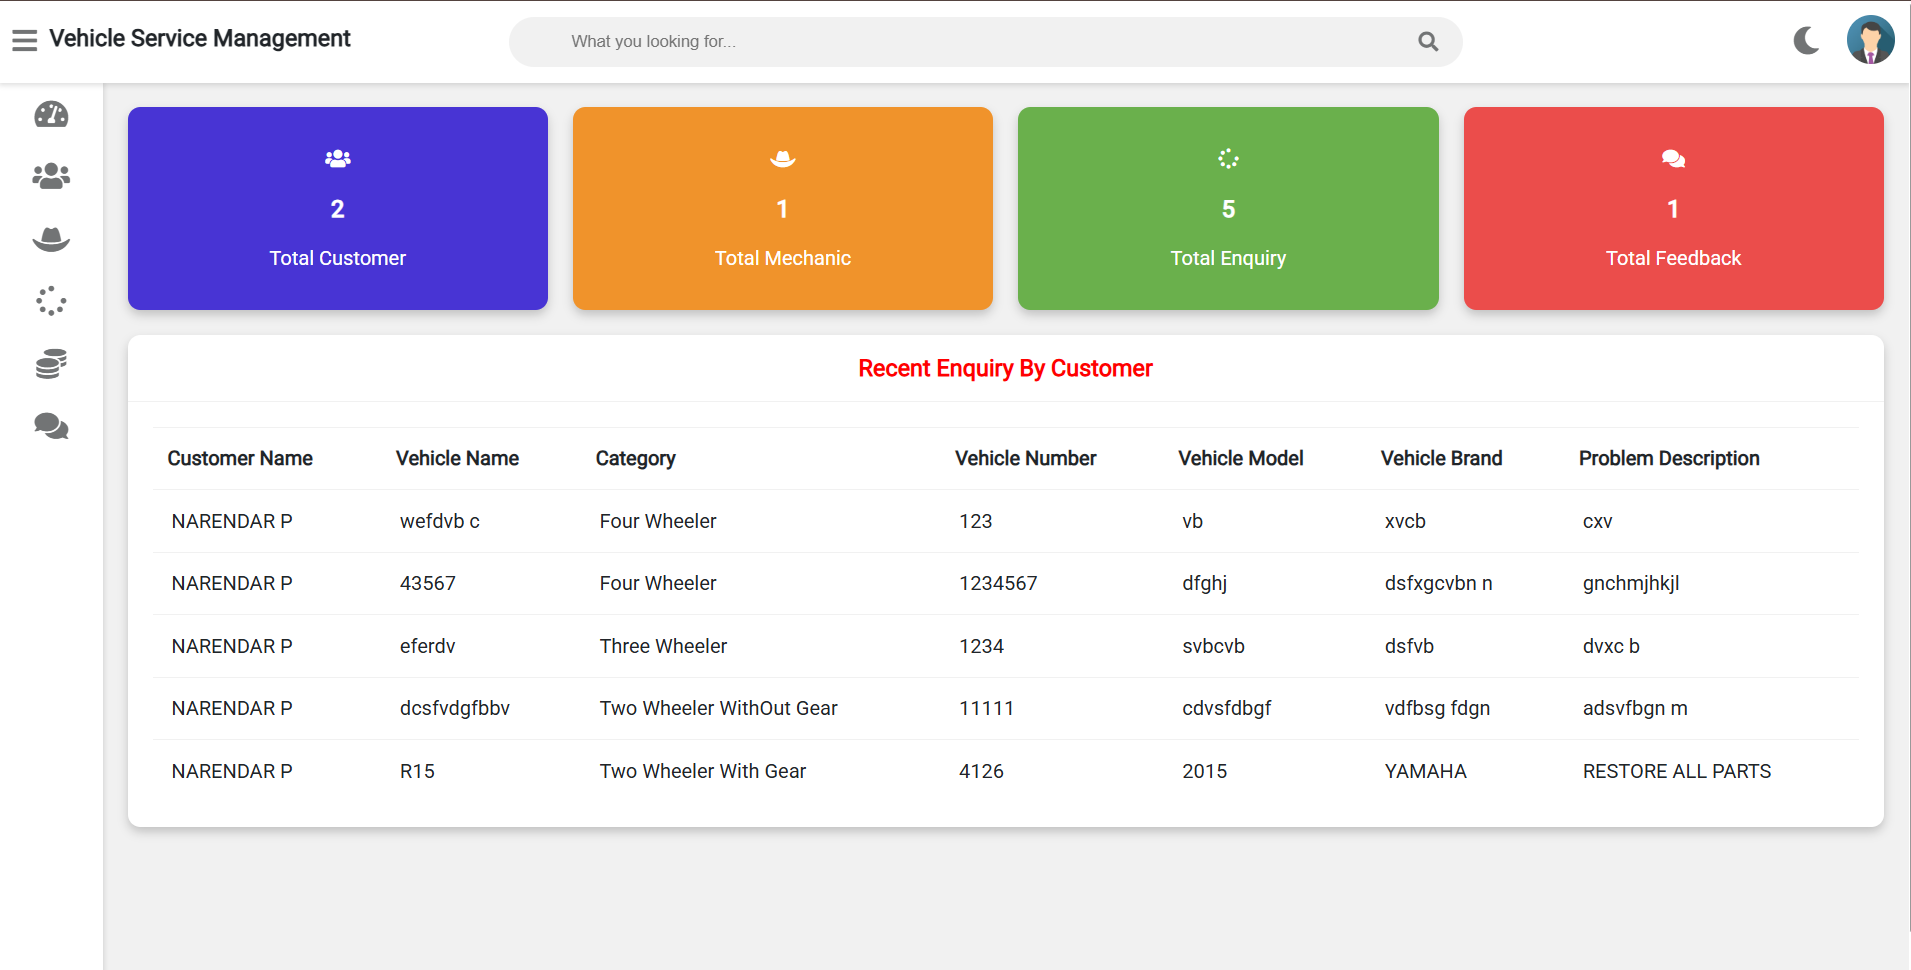 Vehicle Service Management
What you looking for...
2
Total Customer
1
Total Mechanic
5
Total Enquiry
1
Total Feedback
Recent Enquiry By Customer
Customer Name Vehicle Name Category Vehicle Number Vehicle Model Vehicle Brand Problem Description
NARENDAR P wefdvb c Four Wheeler 123 vb xvcb cxv
NARENDAR P 43567 Four Wheeler 1234567 dfghj dsfxgcvbn n gnchmjhkjl
NARENDAR P eferdv Three Wheeler 1234 svbcvb dsfvb dvxc b
NARENDAR P dcsfvdgfbbv Two Wheeler WithOut Gear 11111 cdvsfdbgf vdfbsg fdgn adsvfbgn m
NARENDAR P R15 Two Wheeler With Gear 4126 2015 YAMAHA RESTORE ALL PARTS